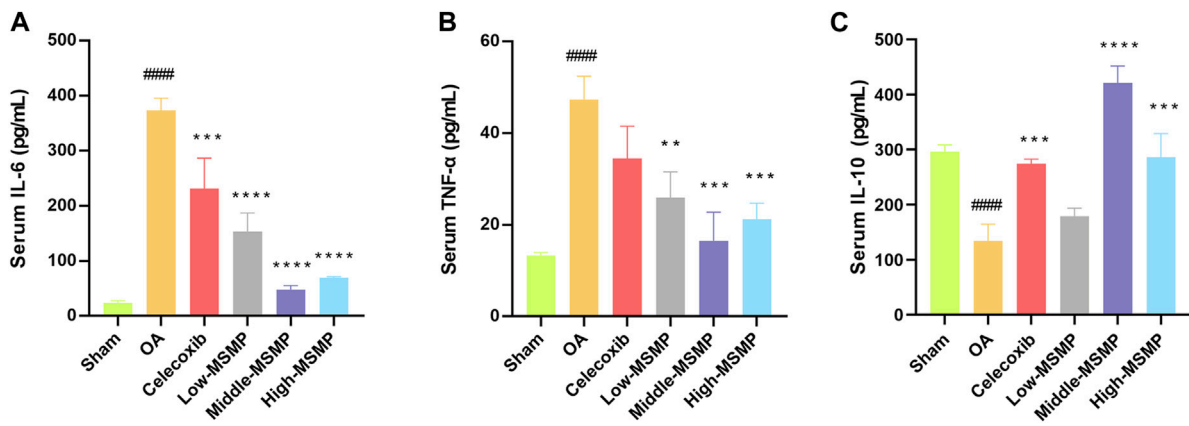 A
Serum IL-6 (pg/mL)
500
400
300
200
100
0
####
***
****
****
****
Sham
OA
Celecoxib
Low-MSMP
Middle-MSMP
High-MSMP
B
Serum TNF-α (pg/mL)
60
40
20
0
####
**
***
***
Sham
OA
Celecoxib
Low-MSMP
Middle-MSMP
High-MSMP
C
Serum IL-10 (pg/mL)
500
400
300
200
100
0
####
***
****
***
Sham
OA
Celecoxib
Low-MSMP
Middle-MSMP
High-MSMP